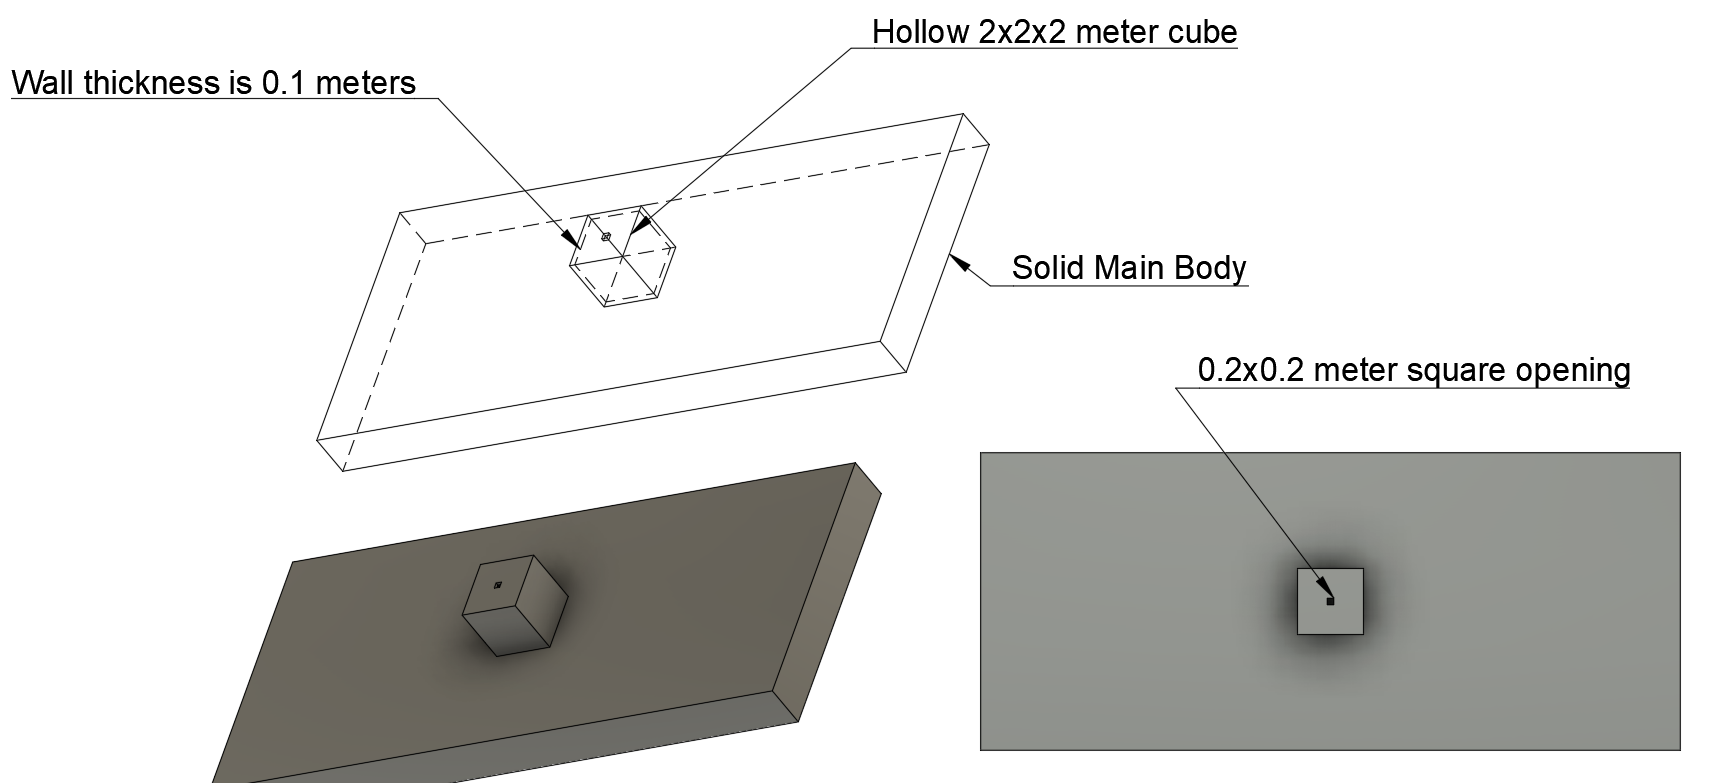 Hollow 2x2x2 meter cube
Wall thickness is 0.1 meters
Solid Main Body
0.2x0.2 meter square opening